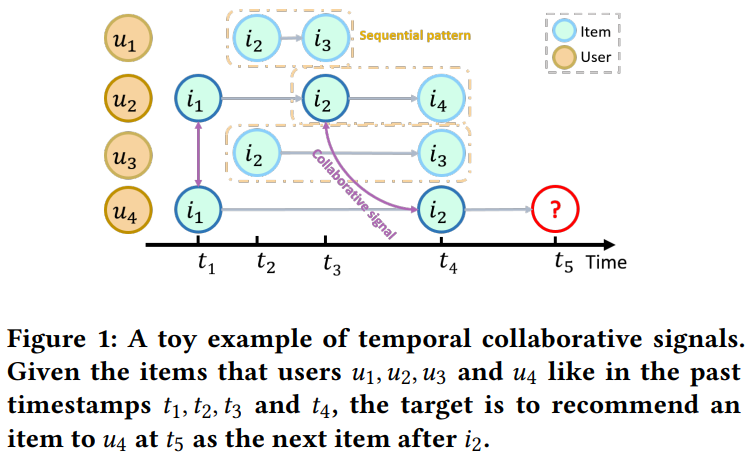 u₁ i₂ i₃ Sequential pattern
Item
User
u₂ i₁ i₂ i₄
u₃ i₂ i₃
Collaborative signal
u₄ i₁ i₂ ?
t₁ t₂ t₃ t₄ t₅ Time
Figure 1: A toy example of temporal collaborative signals.
Given the items that users u₁, u₂, u₃ and u₄ like in the past
timestamps t₁, t₂, t₃ and t₄, the target is to recommend an
item to u₄ at t₅ as the next item after i₂.